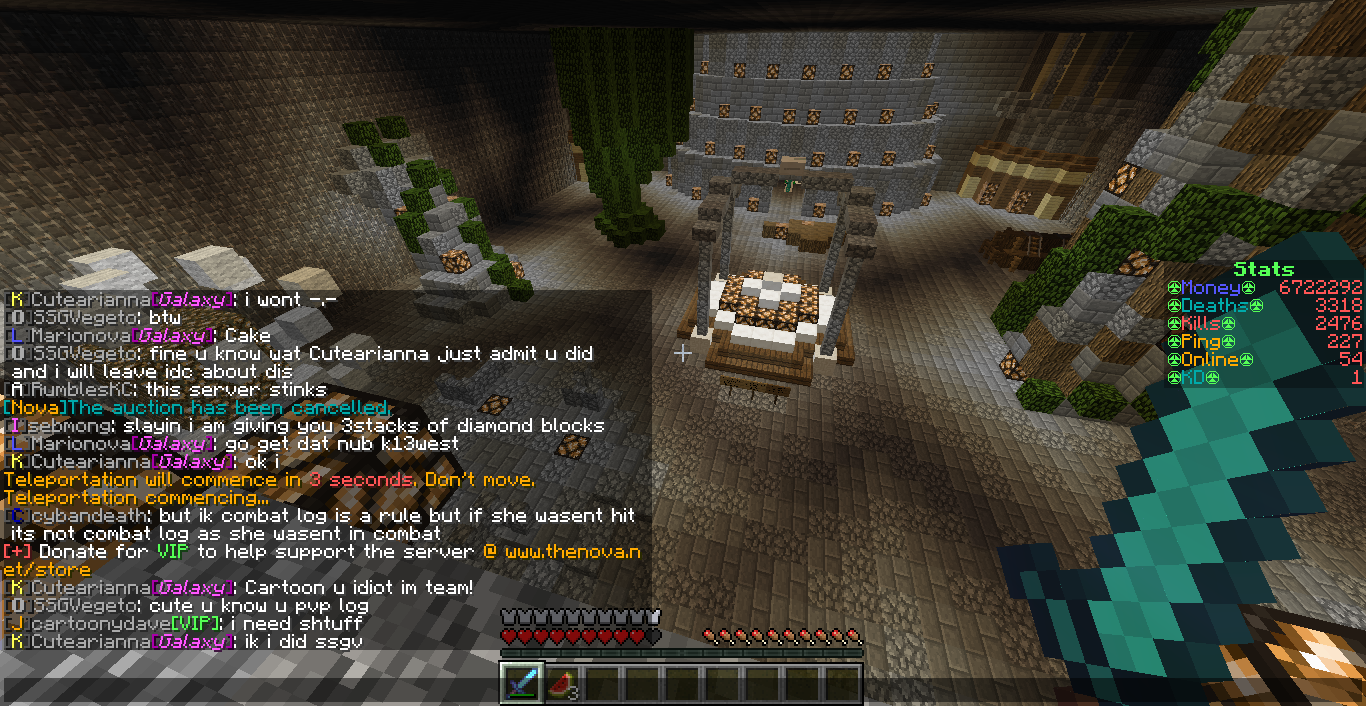 [K]Cutearianna[Galaxy]: i wont -.-
[O]SSGVegeto: btw
[L]Marionova[Galaxy]: Cake
[O]SSGVegeto: fine u know wat Cutearianna just admit u did
and i will leave idc about dis
[A]RumblesKC: this server stinks
[Nova]The auction has been cancelled.
[I]sebmong: slayin i am giving you 3stacks of diamond blocks
[L]Marionova[Galaxy]: go get dat nub k13west
[K]Cutearianna[Galaxy]: ok i
Teleportation will commence in 3 seconds. Don't move.
Teleportation commencing...
[C]cybandeath: but ik combat log is a rule but if she wasent hit
its not combat log as she wasent in combat
[+] Donate for VIP to help support the server @ www.thenova.n
et/store
[K]Cutearianna[Galaxy]: Cartoon u idiot im team!
[O]SSGVegeto: cute u know u pvp log
[J]cartoonydave[VIP]: i need shtuff
[K]Cutearianna[Galaxy]: ik i did ssgv
Stats
Money 6722292
Deaths 3318
Kills 2476
Ping 227
Online 54
KD 1
3